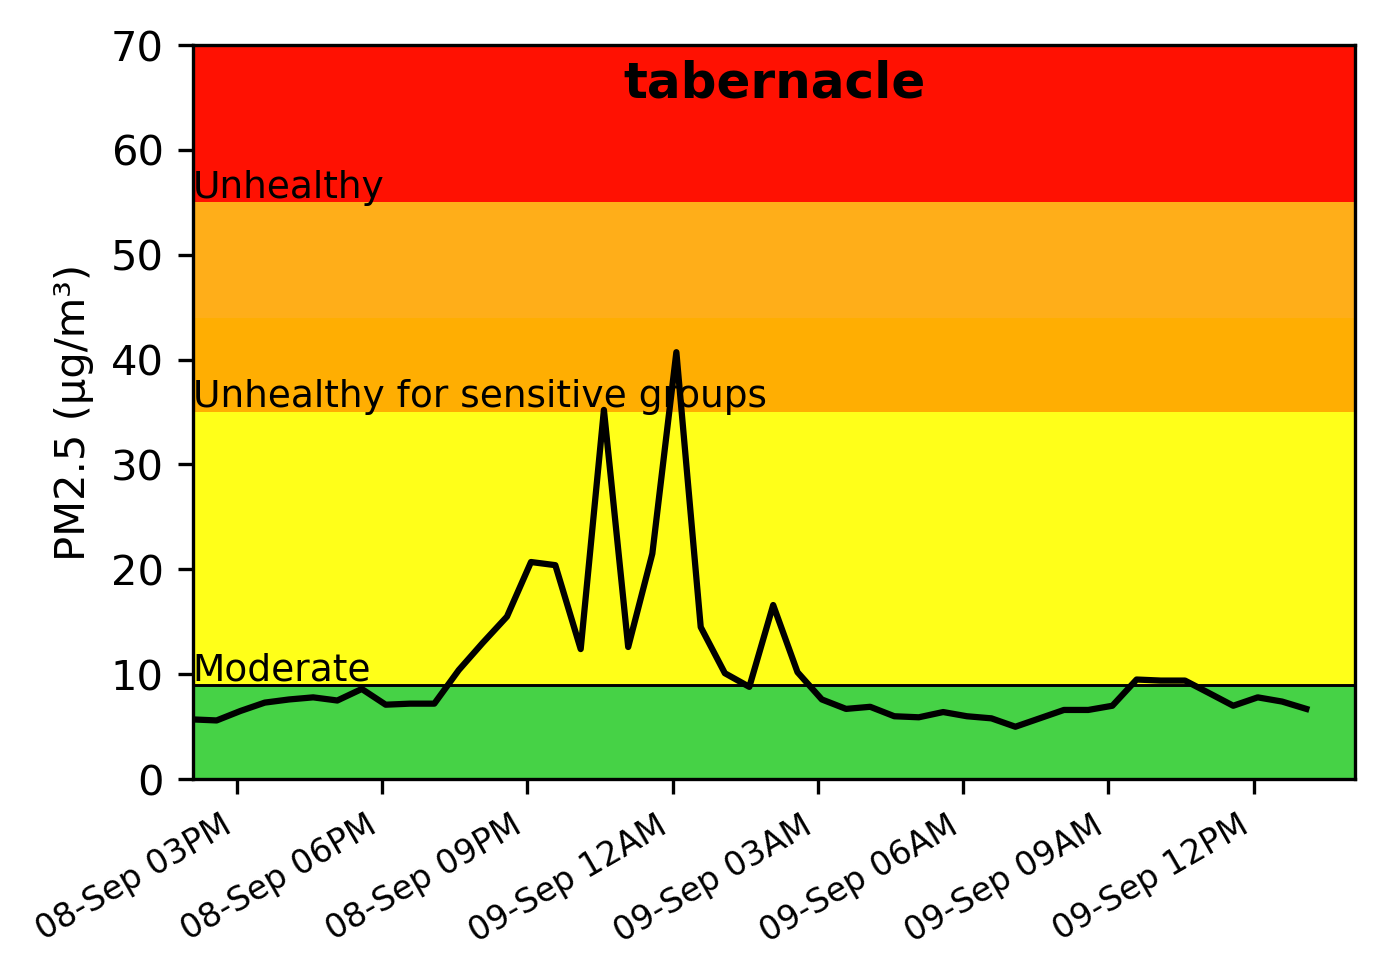 tabernacle
70
60
Unhealthy
50
40
Unhealthy for sensitive groups
30
20
10
Moderate
0
PM2.5 (µg/m³)
08-Sep 03PM
08-Sep 06PM
08-Sep 09PM
09-Sep 12AM
09-Sep 03AM
09-Sep 06AM
09-Sep 09AM
09-Sep 12PM